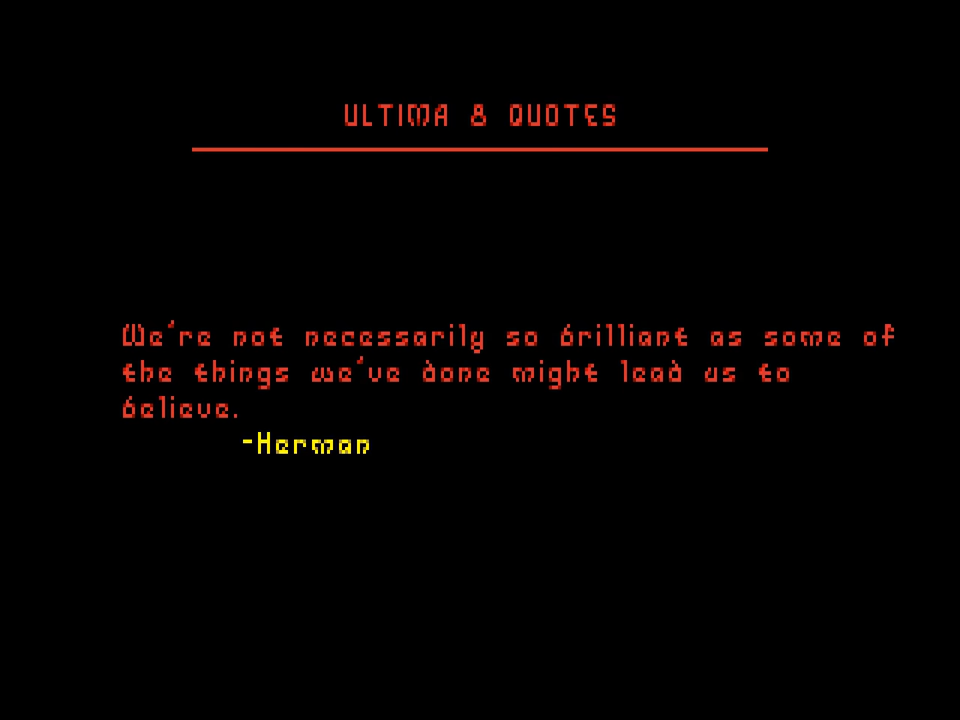 ULTIMA 8 QUOTES
We're not necessarily so brilliant as some of
the things we've done might lead us to
believe.
-Herman